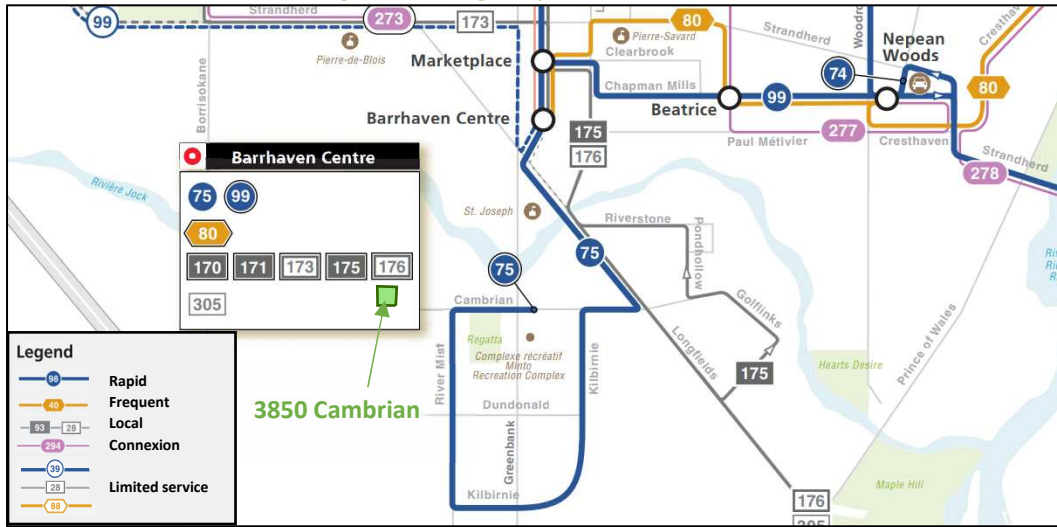 99
Strandherd
273
173
80
Pierre-Savard
Clearbrook
Strandherd
Cresthaven
Nepean
Woods
Pierre-de-Blois
Marketplace
Chapman Mills
74
80
Beatrice
99
Borrisokane
Barrhaven Centre
175
176
277
Paul Métivier
Cresthaven
Strandherd
278
Barrhaven Centre
75 99
80
170 171 173 175 176
305
Rivière Jock
St. Joseph
Riverstone
Pondhollow
75
75
Cambrian
Golflinks
Prince of Wales
Regatta
Complexe récréatif
Minto
Recreation Complex
River Mist
Kilbirnie
Longfields
175
Hearts Desire
3850 Cambrian
Dundonald
Greenbank
Kilbirnie
Maple Hill
176
Legend
98 Rapid
40 Frequent
93 28 Local
294 Connexion
39
28 Limited service
88